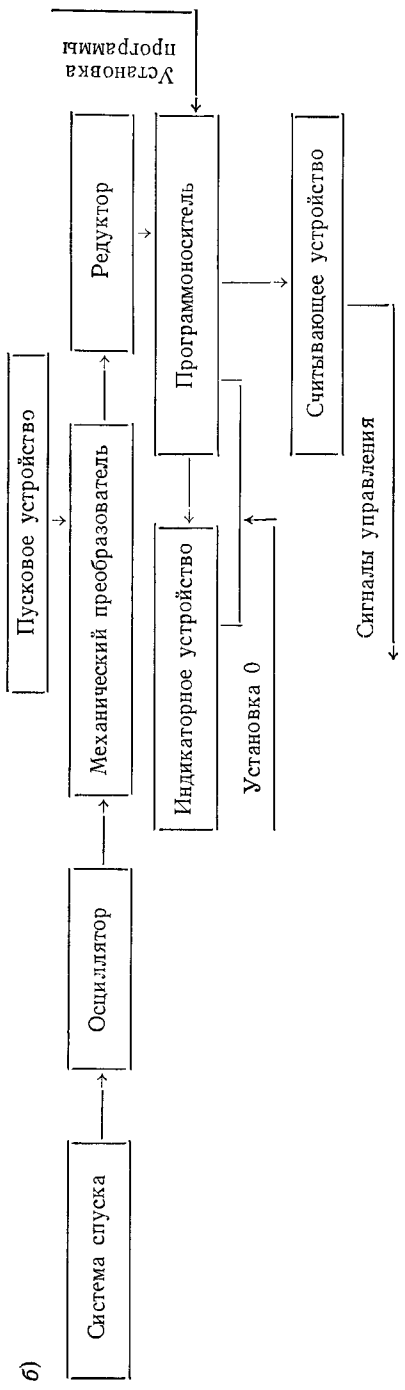 б)
Пусковое устройство
Система спуска
Осциллятор
Механический преобразователь
Редуктор
Установка
программы
Индикаторное устройство
Программоноситель
Установка 0
Считывающее устройство
Сигналы управления